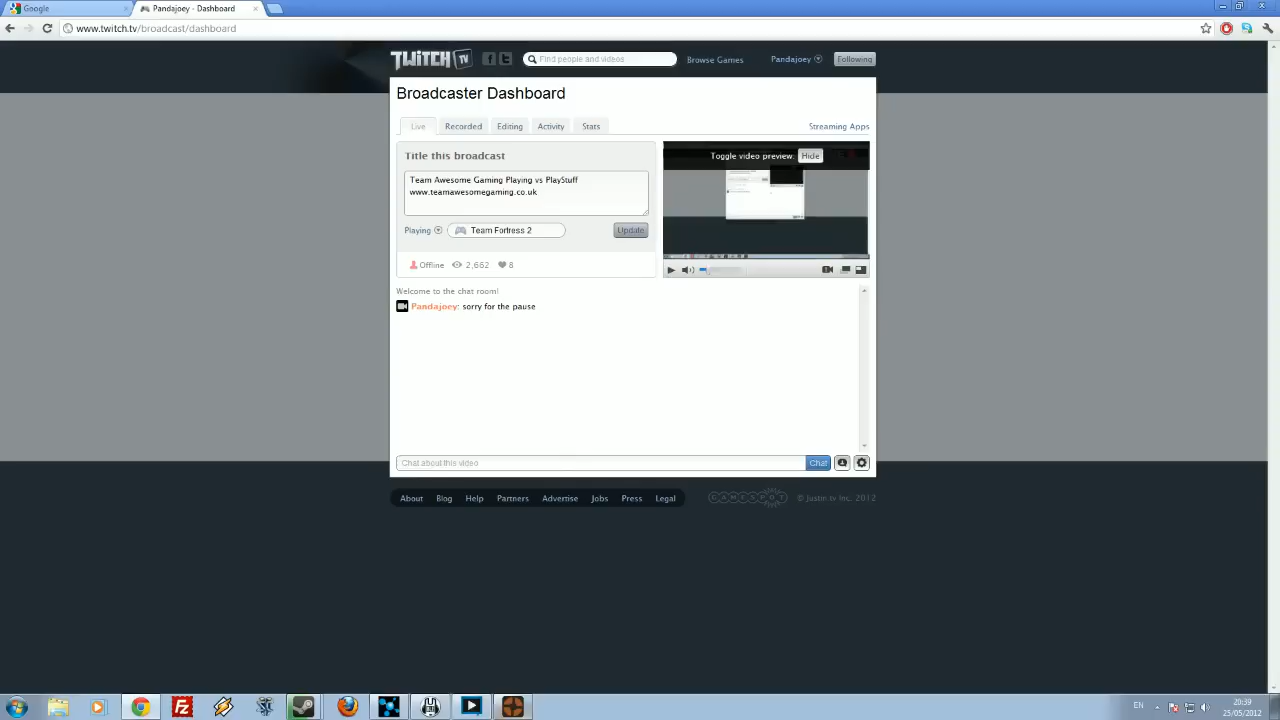 Google
Pandajoey - Dashboard
www.twitch.tv/broadcast/dashboard
TWITCH TV
Find people and videos
Browse Games
Pandajoey
Following
Broadcaster Dashboard
Live
Recorded
Editing
Activity
Stats
Streaming Apps
Title this broadcast
Toggle video preview: Hide
Team Awesome Gaming Playing vs PlayStuff
www.teamawesomegaming.co.uk
Playing
Team Fortress 2
Update
Offline
2,662
8
Welcome to the chat room!
Pandajoey: sorry for the pause
Chat about this video
Chat
About
Blog
Help
Partners
Advertise
Jobs
Press
Legal
GAMESPOT
© Justin.tv Inc. 2012
Fz
EN
20:39
25/05/2012